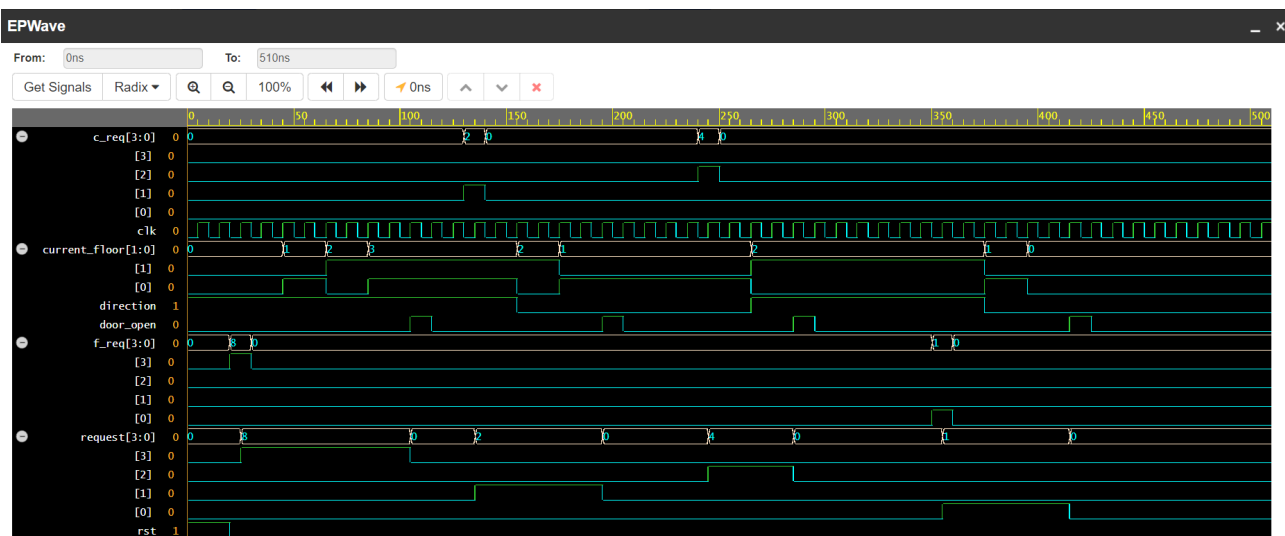 EPWave
From: 0ns To: 510ns
Get Signals Radix 100% 0ns
0 50 100 150 200 250 300 350 400 450 500
c_req[3:0] 0 0 2 0 4 0
[3] 0
[2] 0
[1] 0
[0] 0
clk 0
current_floor[1:0] 0 0 1 2 3 2 1 2 1 0
[1] 0
[0] 0
direction 1
door_open 0
f_req[3:0] 0 0 8 0 1 0
[3] 0
[2] 0
[1] 0
[0] 0
request[3:0] 0 0 8 0 2 0 4 0 1 0
[3] 0
[2] 0
[1] 0
[0] 0
rst 1